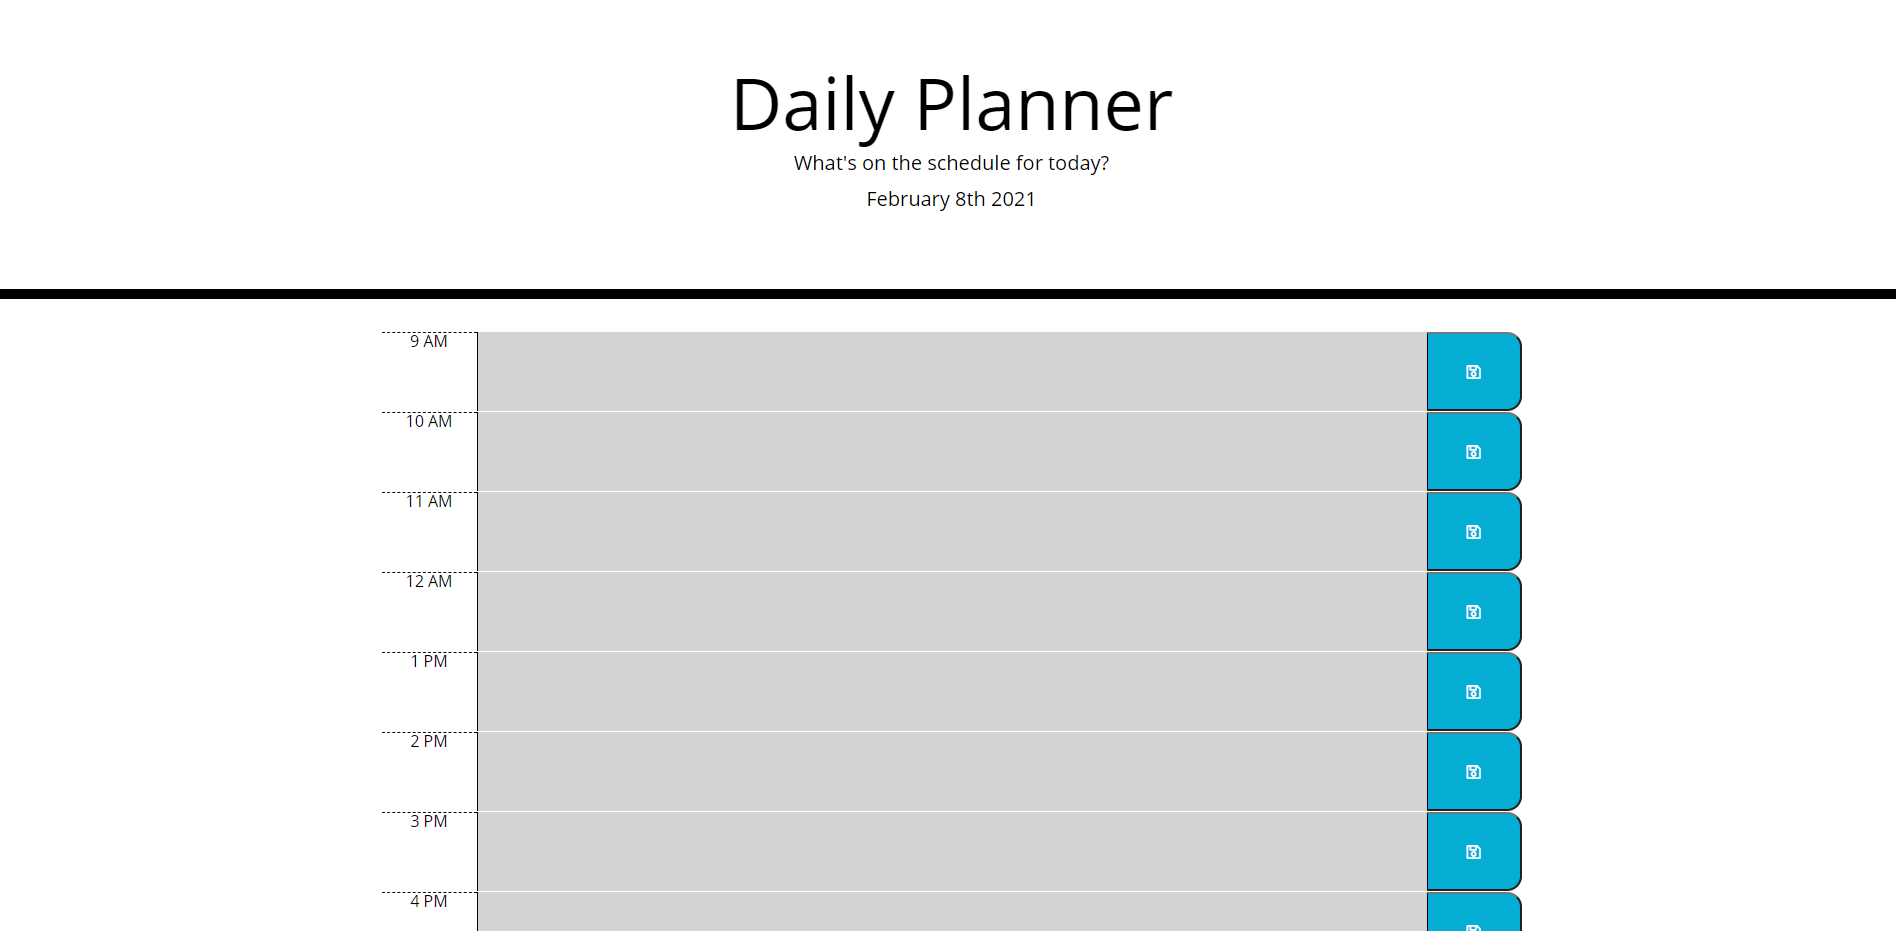 Daily Planner
What's on the schedule for today?
February 8th 2021
9 AM
10 AM
11 AM
12 AM
1 PM
2 PM
3 PM
4 PM